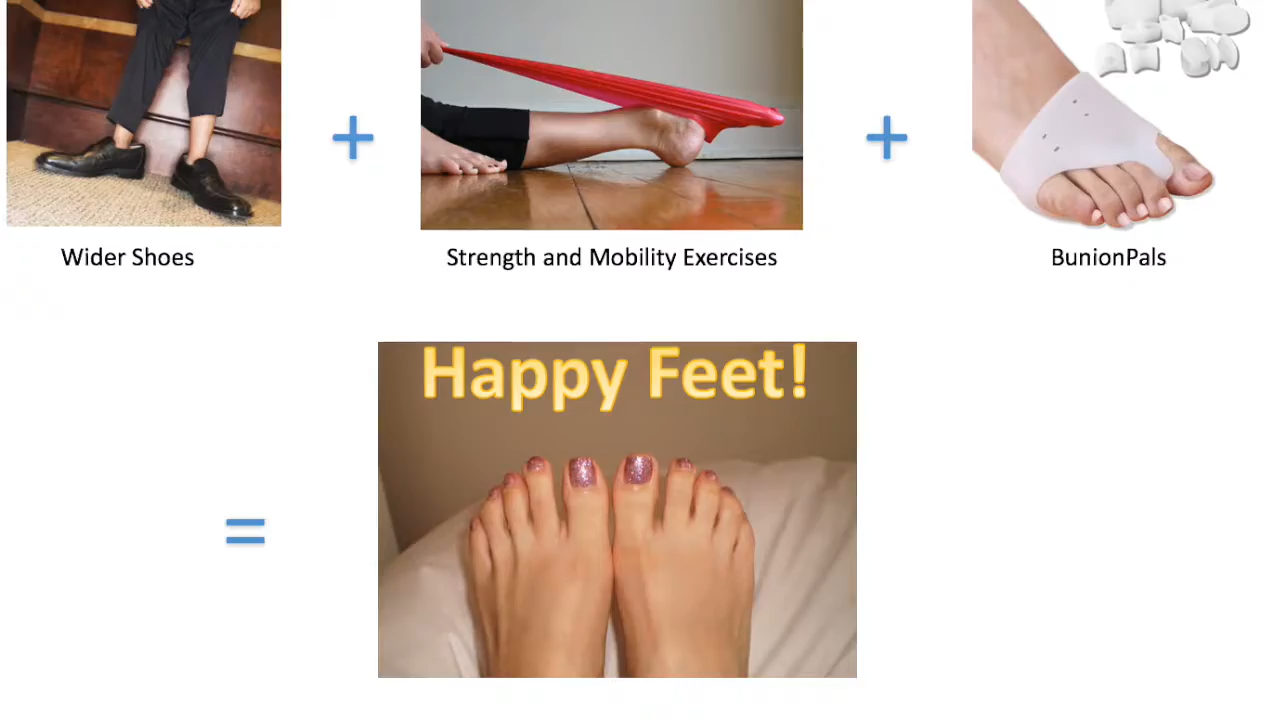 Wider Shoes
Strength and Mobility Exercises
BunionPals
Happy Feet!